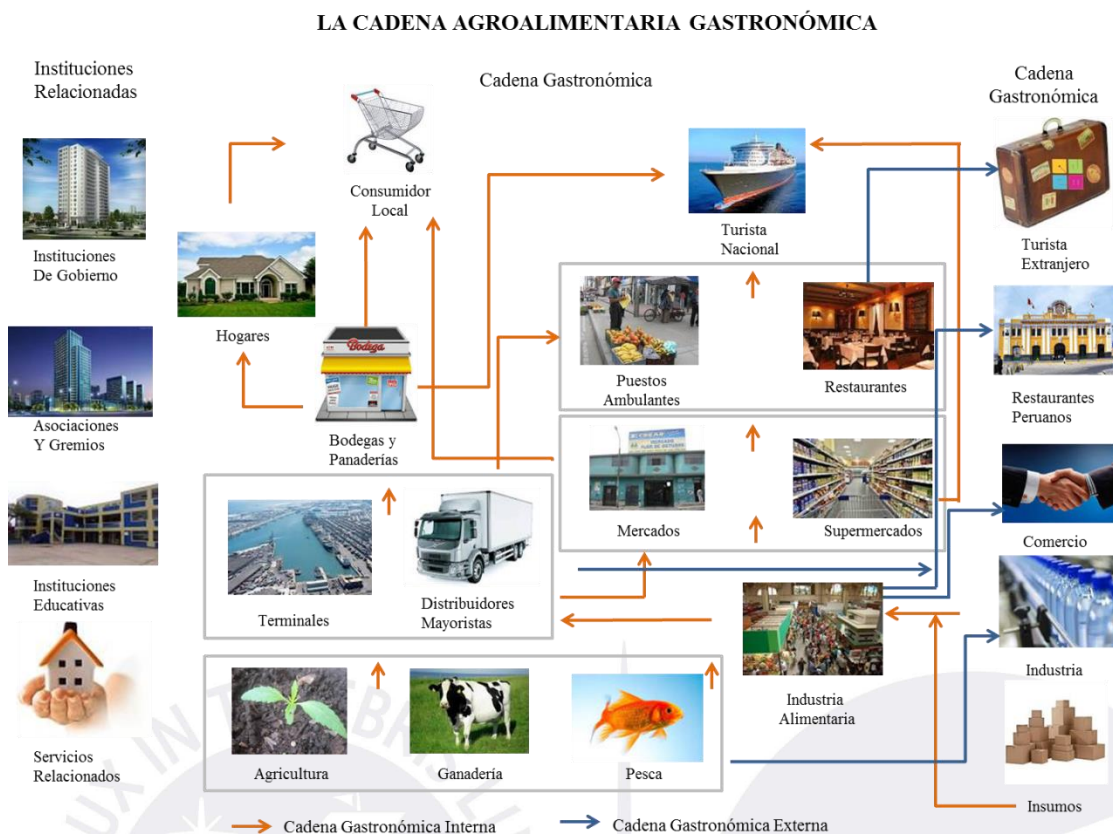 LA CADENA AGROALIMENTARIA GASTRONÓMICA
Instituciones
Relacionadas
Cadena Gastronómica
Cadena
Gastronómica
Instituciones
De Gobierno
Consumidor
Local
Turista
Nacional
Turista
Extranjero
Hogares
Bodega
Bodegas y
Panaderías
Puestos
Ambulantes
Restaurantes
Restaurantes
Peruanos
Asociaciones
Y Gremios
Mercados
Supermercados
Comercio
Instituciones
Educativas
Terminales
Distribuidores
Mayoristas
Industria
Alimentaria
Industria
Servicios
Relacionados
Agricultura
Ganadería
Pesca
Insumos
Cadena Gastronómica Interna
Cadena Gastronómica Externa